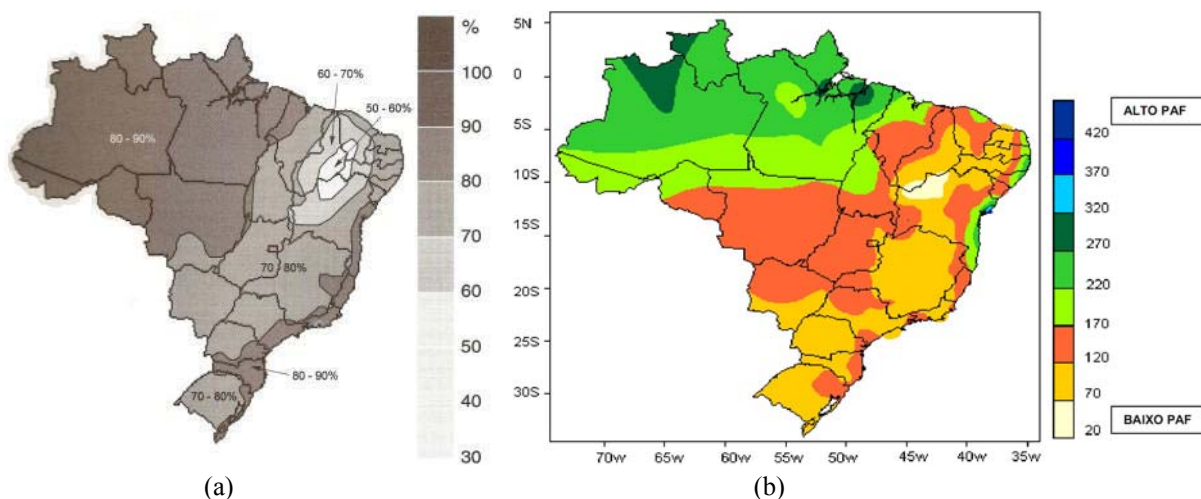 %
100
90
80
70
60
50
40
30
60 - 70%
50 - 60%
80 - 90%
70 - 80%
80 - 90%
70 - 80%
(a)
5N
0
5S
10S
15S
20S
25S
30S
70w
65w
60w
55w
50w
45w
40w
35w
ALTO PAF
420
370
320
270
220
170
120
70
20
BAIXO PAF
(b)